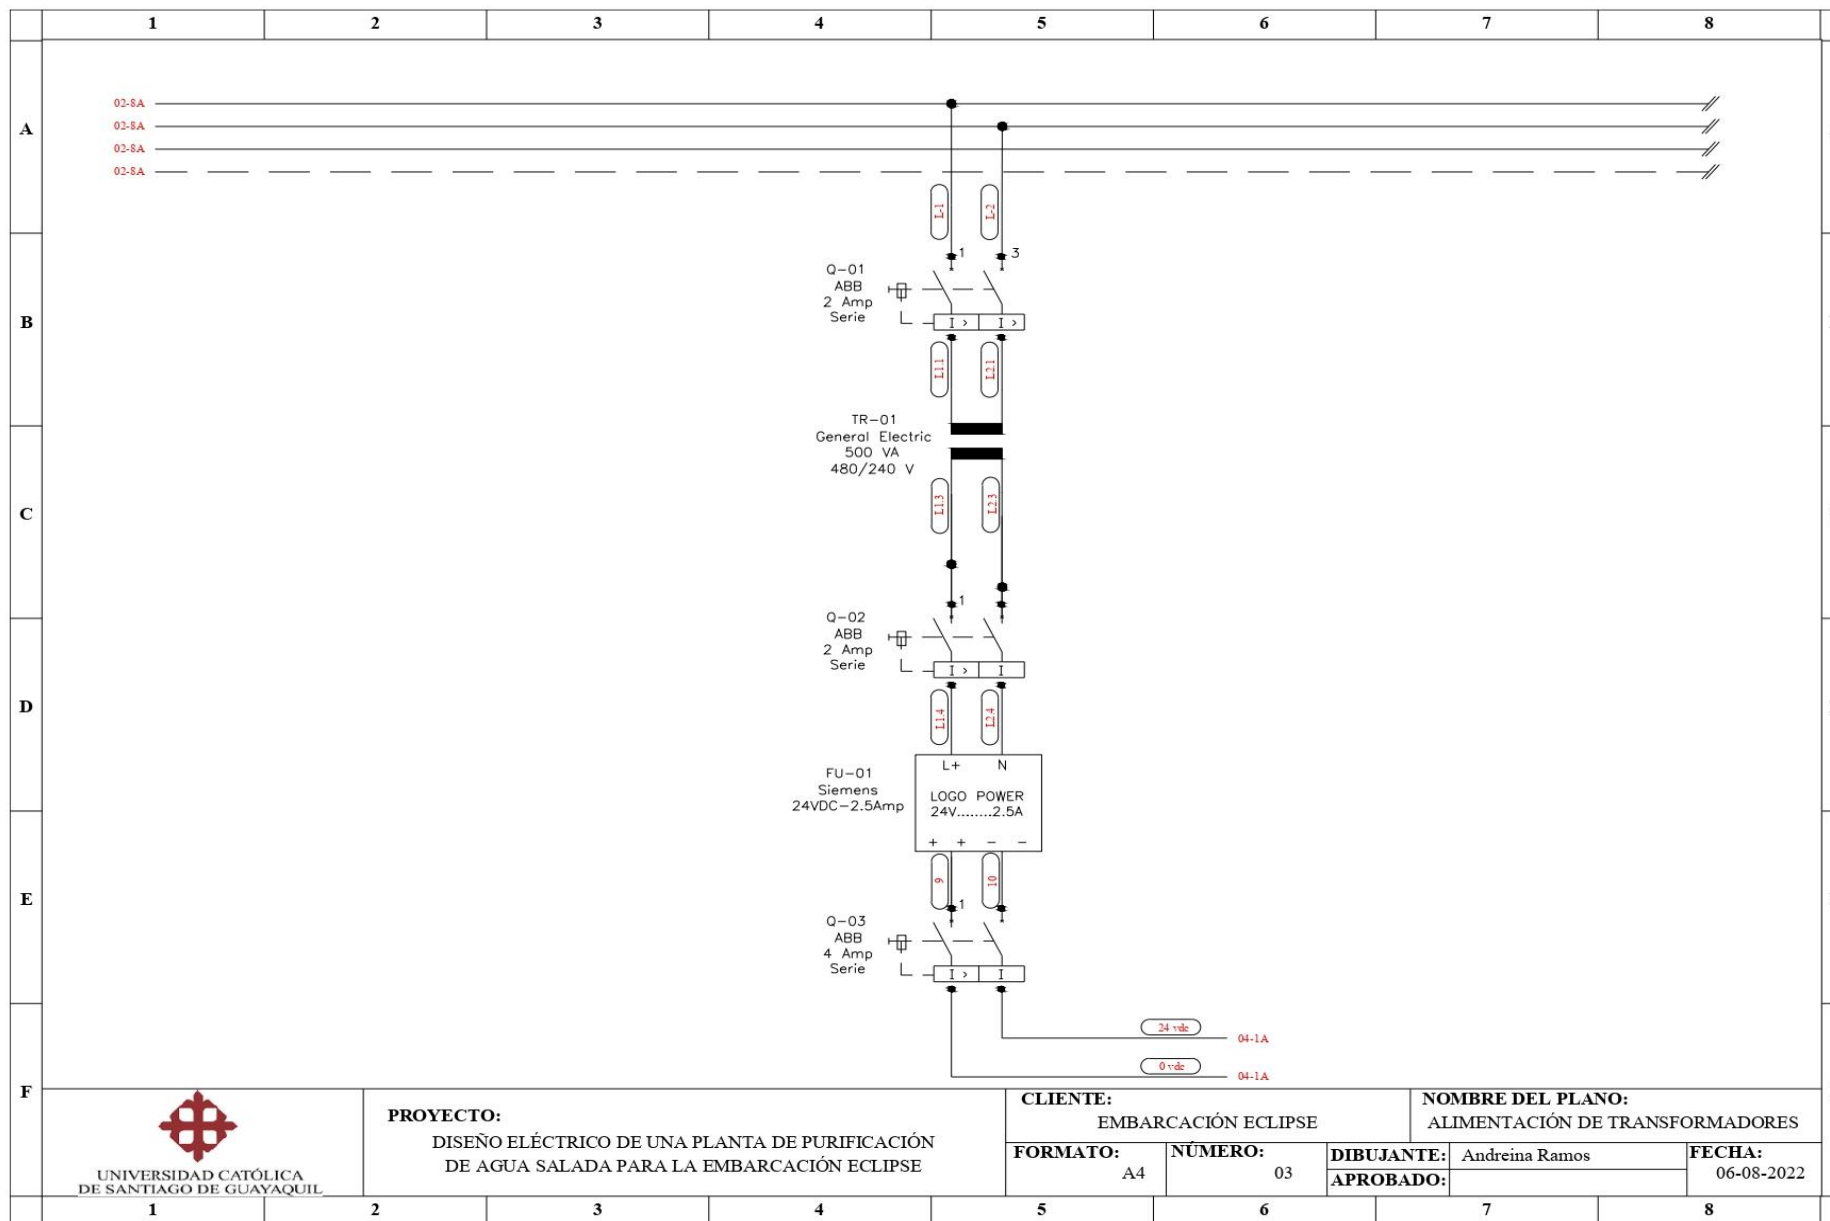 1 2 3 4 5 6 7 8
02-8A
A
02-8A
02-8A
02-8A
L-1 L-2
1 3
Q-01
ABB
2 Amp
Serie
B
I > I >
L1.1 L2.1
TR-01
General Electric
500 VA
480/240 V
L1.3 L2.3
C
1
Q-02
ABB
2 Amp
Serie
I > I
D
L1.4 L2.4
L+ N
FU-01
Siemens
24VDC-2.5Amp
LOGO POWER
24V........2.5A
+ + - -
9 10
E
1
Q-03
ABB
4 Amp
Serie
I > I
24 vdc 04-1A
0 vdc 04-1A
F
UNIVERSIDAD CATÓLICA
DE SANTIAGO DE GUAYAQUIL
PROYECTO:
DISEÑO ELÉCTRICO DE UNA PLANTA DE PURIFICACIÓN
DE AGUA SALADA PARA LA EMBARCACIÓN ECLIPSE
CLIENTE:
EMBARCACIÓN ECLIPSE
NOMBRE DEL PLANO:
ALIMENTACIÓN DE TRANSFORMADORES
FORMATO:
A4
NÚMERO:
03
DIBUJANTE: Andreina Ramos
APROBADO:
FECHA:
06-08-2022
1 2 3 4 5 6 7 8